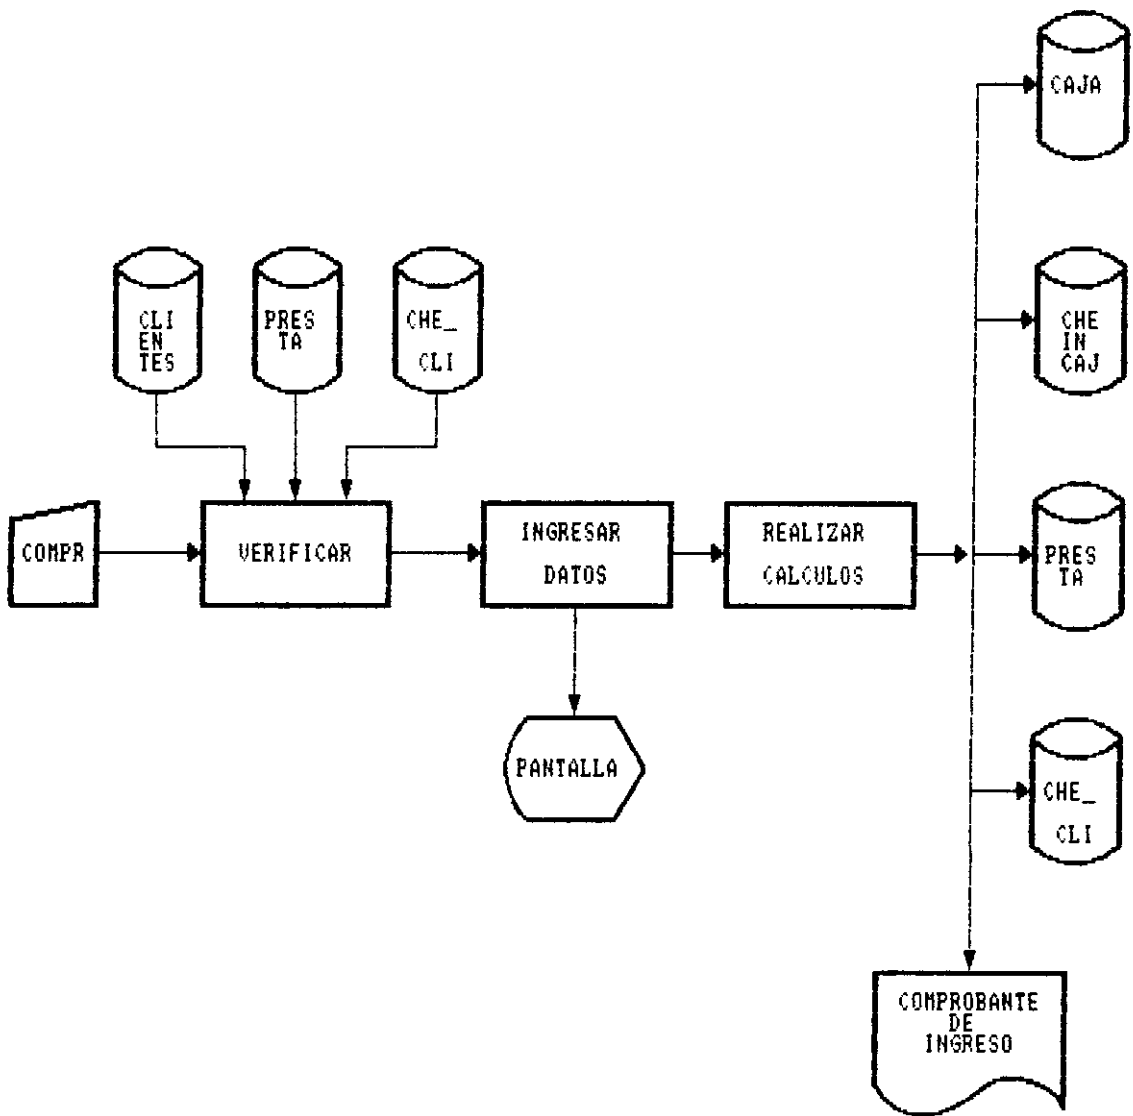 CAJA
CLI
EN
TES
PRES
TA
CHE_
CLI
CHE
IN
CAJ
COMPR
VERIFICAR
INGRESAR
DATOS
REALIZAR
CALCULOS
PRES
TA
PANTALLA
CHE_
CLI
COMPROBANTE
DE
INGRESO